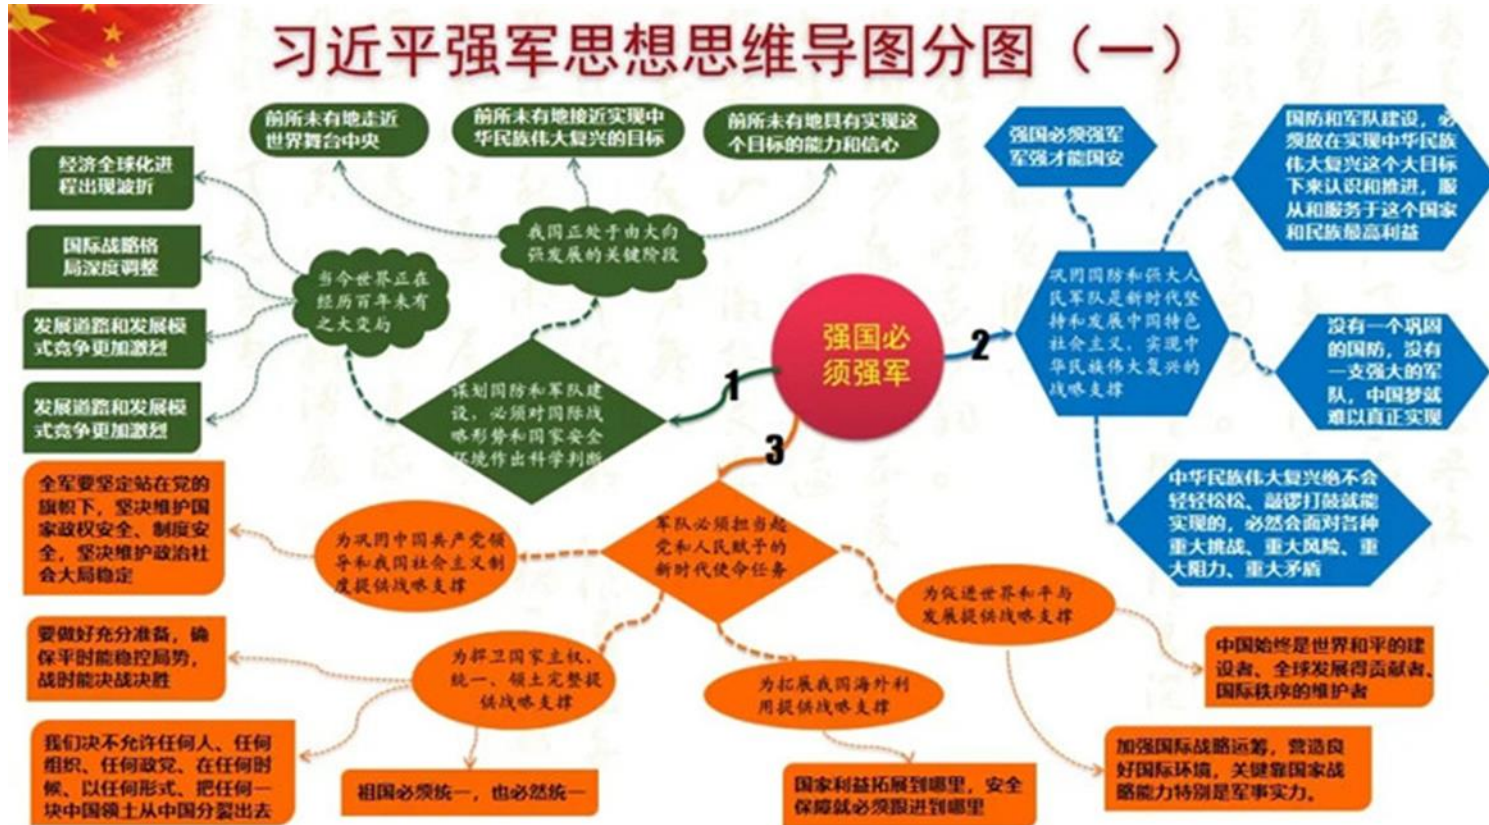 习近平强军思想思维导图分图（一）
前所未有地走近
世界舞台中央
前所未有地接近实现中
华民族伟大复兴的目标
前所未有地具有实现这
个目标的能力和信心
经济全球化进
程出现波折
国际战略格
局深度调整
发展道路和发展模
式竞争更加激烈
发展道路和发展模
式竞争更加激烈
当今世界正在
经历百年未有
之大变局
我国正处于由大向
强发展的关键阶段
谋划国防和军队建
设，必须对国际战
略形势和国家安全
环境作出科学判断
1
强国必
须强军
2
3
强国必须强军
军强才能国安
国防和军队建设，必
须放在实现中华民族
伟大复兴这个大目标
下来认识和推进，服
从和服务于这个国家
和民族最高利益
巩固国防和强大人
民军队是新时代坚
持和发展中国特色
社会主义、实现中
华民族伟大复兴的
战略支撑
没有一个巩固
的国防，没有
一支强大的军
队，中国梦就
难以真正实现
中华民族伟大复兴绝不会
轻轻松松、敲锣打鼓就能
实现的，必然会面对各种
重大挑战、重大风险、重
大阻力、重大矛盾
军队必须担当起
党和人民赋予的
新时代使命任务
为巩固中国共产党领
导和我国社会主义制
度提供战略支撑
全军要坚定站在党的
旗帜下，坚决维护国
家政权安全、制度安
全，坚决维护政治社
会大局稳定
为捍卫国家主权、
统一、领土完整提
供战略支撑
要做好充分准备，确
保平时能稳控局势，
战时能决战决胜
我们决不允许任何人、任何
组织、任何政党、在任何时
候、以任何形式、把任何一
块中国领土从中国分裂出去
祖国必须统一，也必然统一
为拓展我国海外利
用提供战略支撑
国家利益拓展到哪里，安全
保障就必须跟进到哪里
为促进世界和平与
发展提供战略支撑
中国始终是世界和平的建
设者、全球发展得贡献者、
国际秩序的维护者
加强国际战略运筹，营造良
好国际环境，关键靠国家战
略能力特别是军事实力。